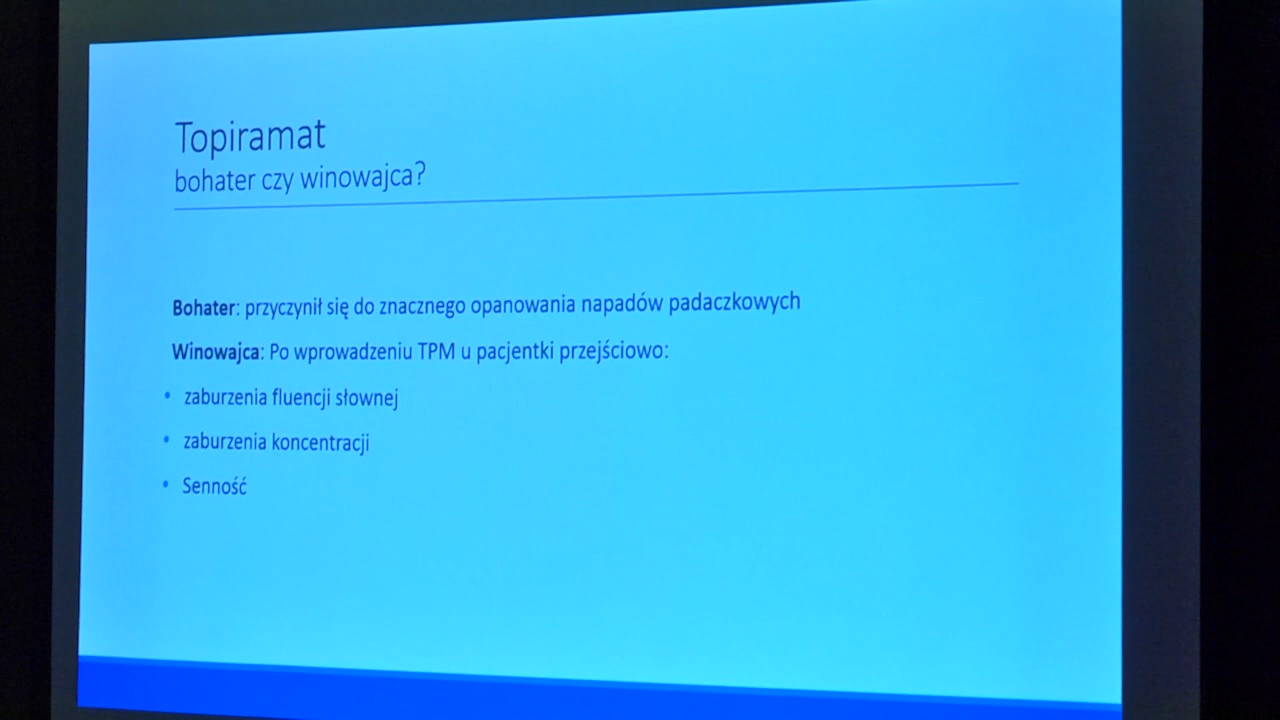 Topiramat
bohater czy winowajca?
Bohater: przyczynił się do znacznego opanowania napadów padaczkowych
Winowajca: Po wprowadzeniu TPM u pacjentki przejściowo:
• zaburzenia fluencji słownej
• zaburzenia koncentracji
• Senność